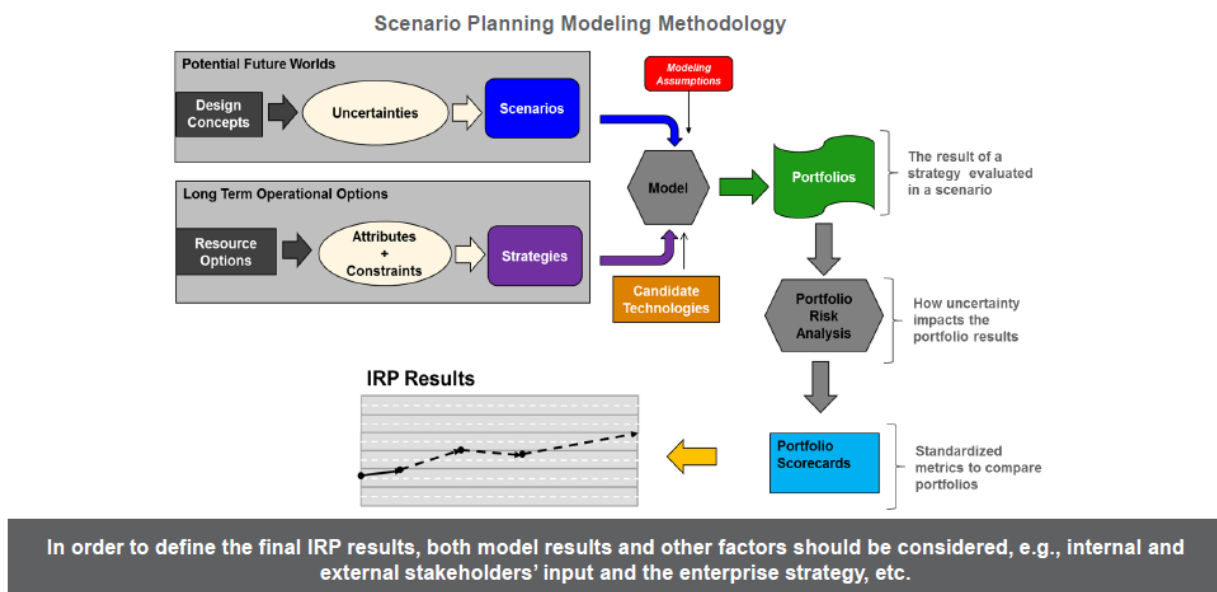 Scenario Planning Modeling Methodology
Potential Future Worlds
Design
Concepts
Uncertainties
Scenarios
Long Term Operational Options
Resource
Options
Attributes
+
Constraints
Strategies
Modeling
Assumptions
Model
Candidate
Technologies
Portfolios
The result of a
strategy evaluated
in a scenario
Portfolio
Risk
Analysis
How uncertainty
impacts the
portfolio results
Portfolio
Scorecards
Standardized
metrics to compare
portfolios
IRP Results
In order to define the final IRP results, both model results and other factors should be considered, e.g., internal and
external stakeholders’ input and the enterprise strategy, etc.